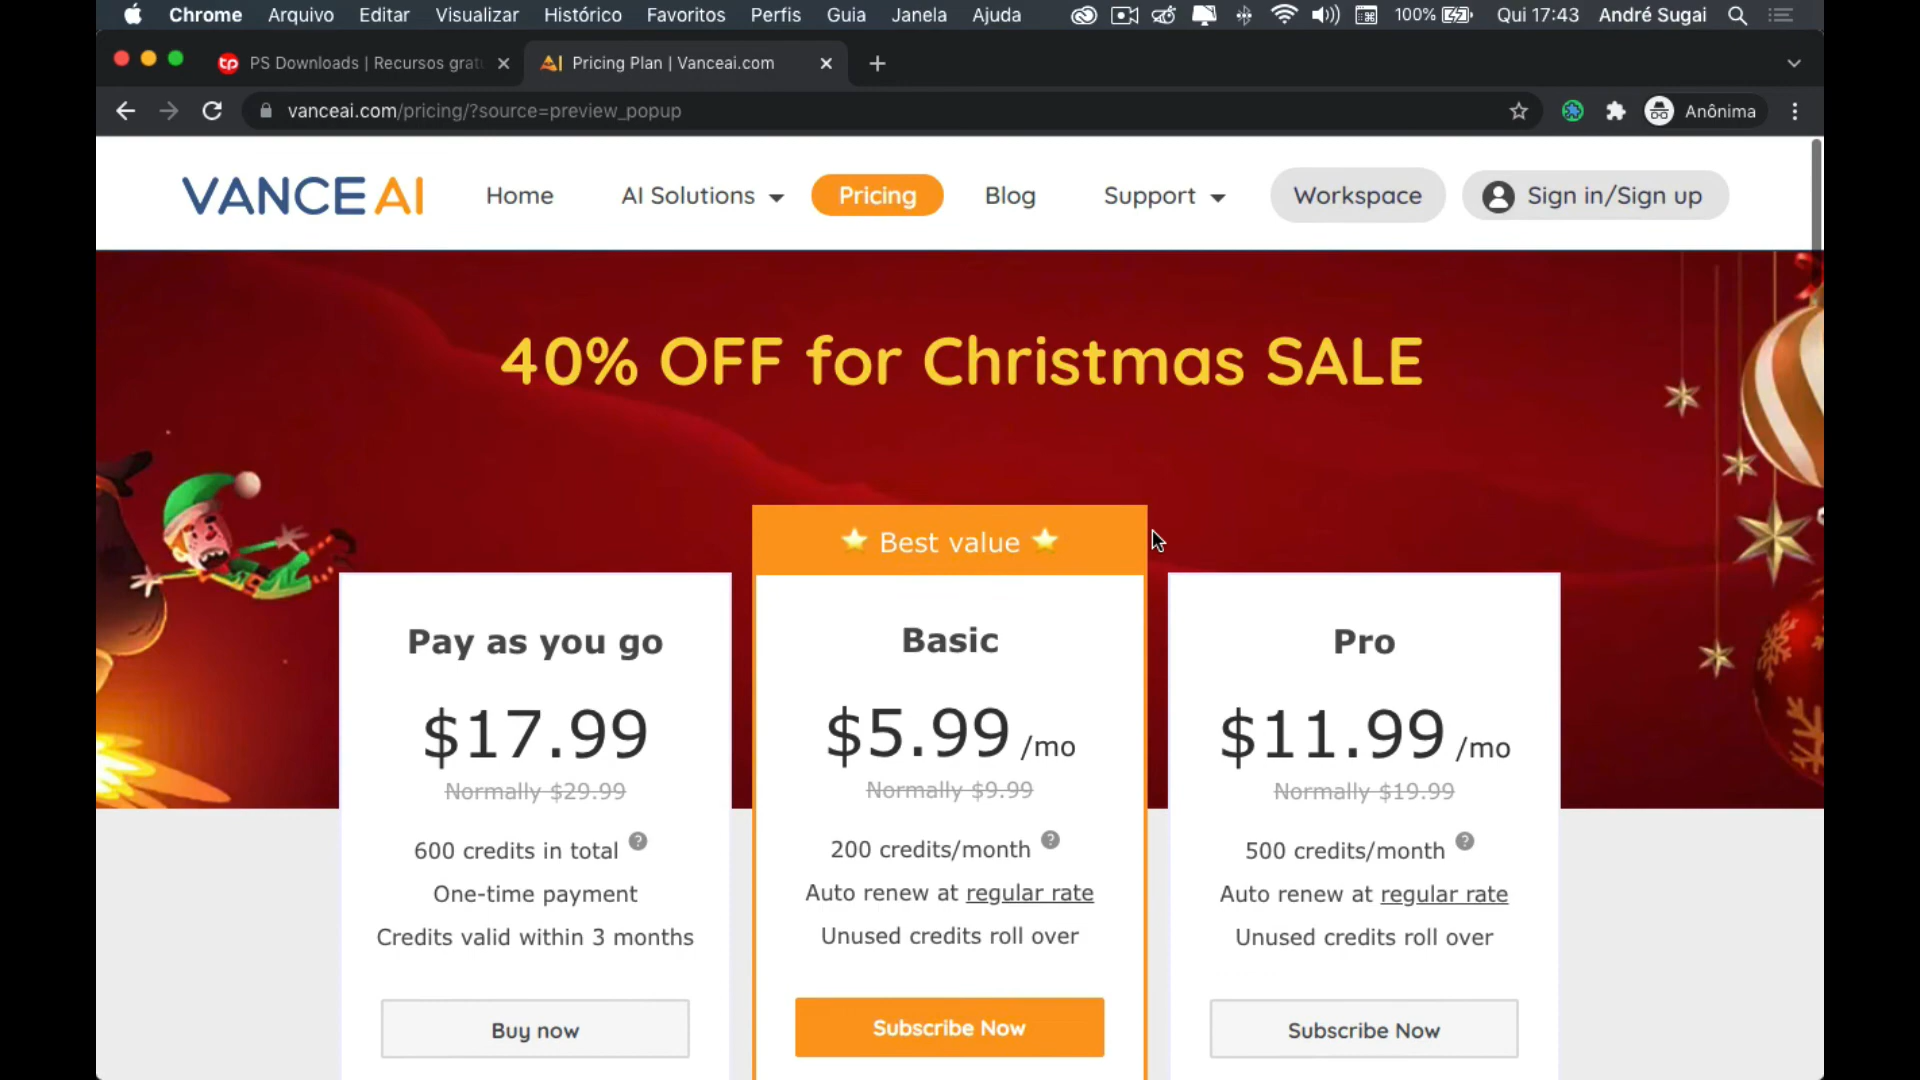 Chrome Arquivo Editar Visualizar Histórico Favoritos Perfis Guia Janela Ajuda 100% Qui 17:43 André Sugai
tp PS Downloads | Recursos grat Pricing Plan | Vanceai.com
vanceai.com/pricing/?source=preview_popup Anônima
VANCE AI Home AI Solutions Pricing Blog Support Workspace Sign in/Sign up
40% OFF for Christmas SALE
Best value
Pay as you go
$17.99
Normally $29.99
600 credits in total ?
One-time payment
Credits valid within 3 months
Buy now
Basic
$5.99 /mo
Normally $9.99
200 credits/month ?
Auto renew at regular rate
Unused credits roll over
Subscribe Now
Pro
$11.99 /mo
Normally $19.99
500 credits/month ?
Auto renew at regular rate
Unused credits roll over
Subscribe Now